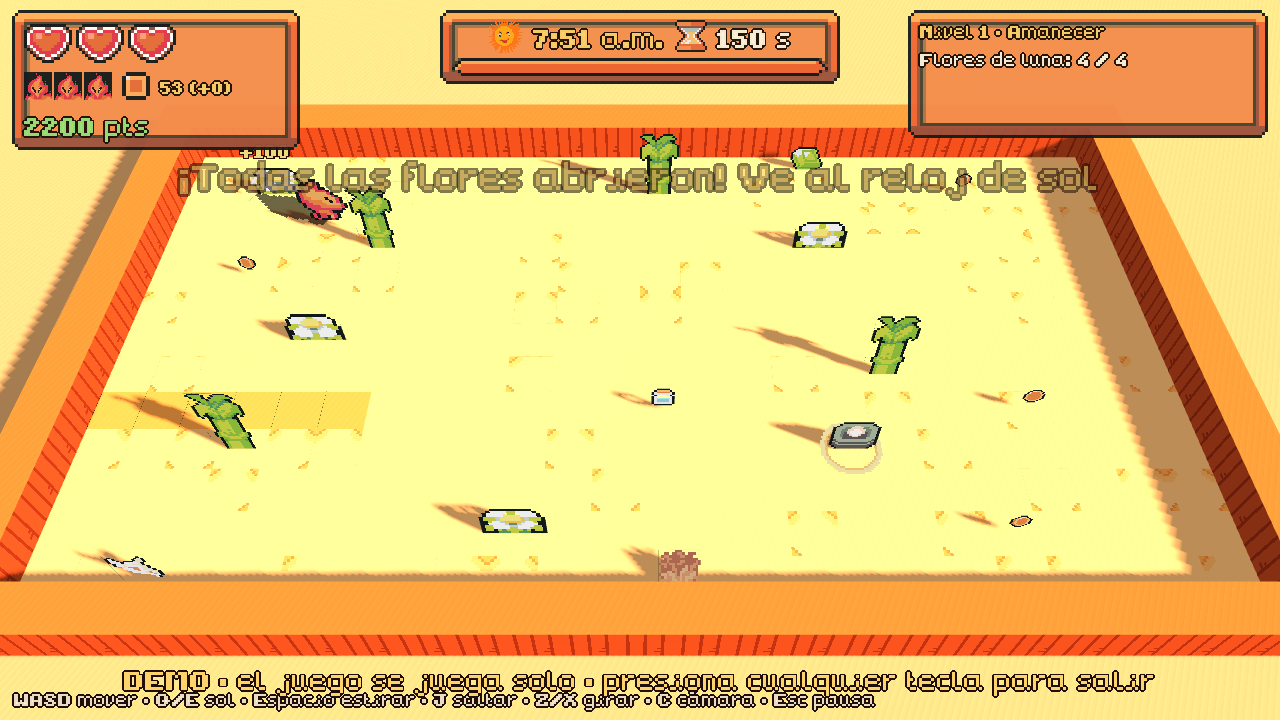 7:51 a.m. 150 s
Nivel 1 · Amanecer
Flores de luna: 4 / 4
53 (+0)
2200 pts
+100
¡Todas las flores abrieron! Ve al reloj de sol
DEMO · el juego se juega solo · presiona cualquier tecla para salir
WASD mover · Q/E sol · Espacio estirar · J saltar · Z/X girar · C cámara · Esc pausa